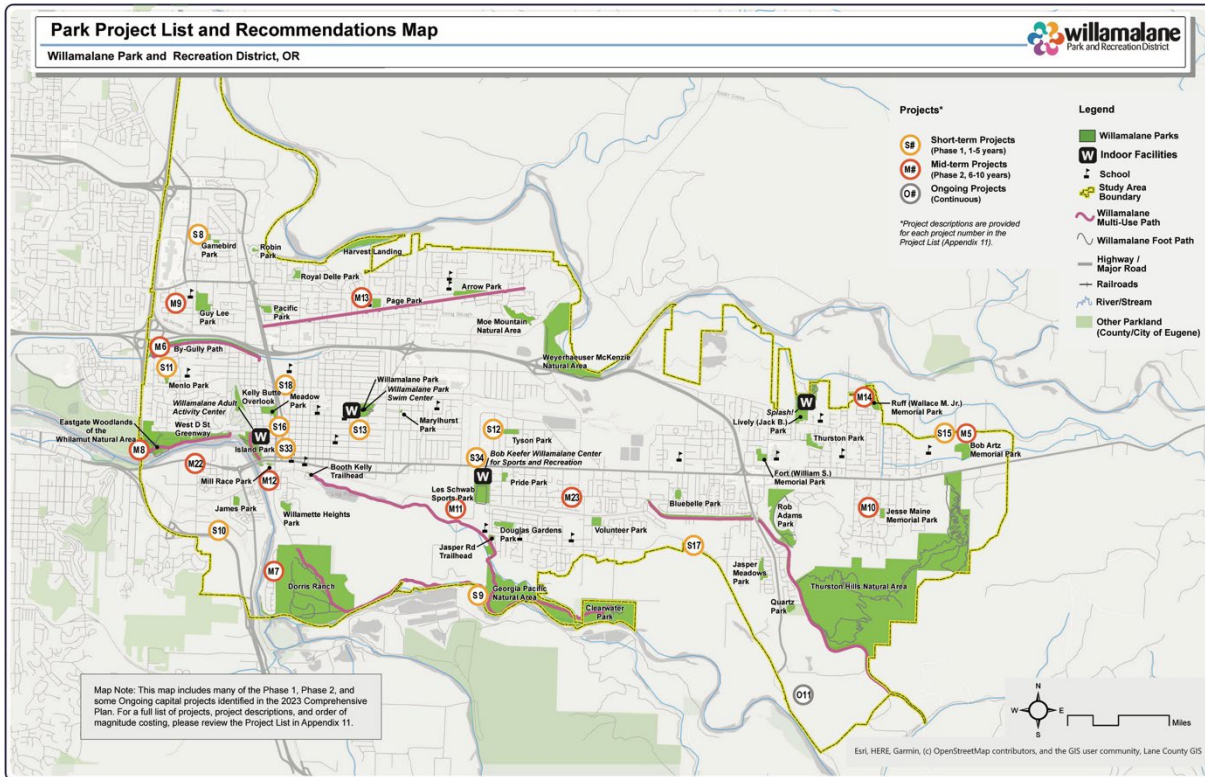 Park Project List and Recommendations Map
Willamalane Park and Recreation District, OR
willamalane
Park and Recreation District
Projects*
S#
Short-term Projects
(Phase 1, 1-5 years)
M#
Mid-term Projects
(Phase 2, 6-10 years)
O#
Ongoing Projects
(Continuous)
*Project descriptions are provided
for each project number in the
Project List (Appendix 11).
Legend
Willamalane Parks
W
Indoor Facilities
School
Study Area
Boundary
Willamalane
Multi-Use Path
Willamalane Foot Path
Highway /
Major Road
Railroads
River/Stream
Other Parkland
(County/City of Eugene)
S8
Gamebird
Park
Robin
Park
Harvest Landing
Royal Delle Park
M9
Guy Lee
Park
Pacific
Park
M13
Page Park
Arrow Park
Moe Mountain
Natural Area
Weyerhaeuser McKenzie
Natural Area
M6
By-Gully Path
S11
Menlo Park
Willamalane Adult
Activity Center
Kelly Butte
Overlook
S18
Meadow
Park
Willamalane Park
Willamalane Park
Swim Center
W
S13
Marylhurst
Park
Eastgate Woodlands
of the
Whilamut Natural Area
West D St
Greenway
M8
S16
W
Island Park
S33
M22
Mill Race Park
M12
Booth Kelly
Trailhead
S12
Tyson Park
S34
Bob Keefer Willamalane Center
for Sports and Recreation
W
Pride Park
Les Schwab
Sports Park
M11
M23
Splash!
W
Lively (Jack B.)
Park
M14
Ruff (Wallace M. Jr.)
Memorial Park
Thurston Park
S15
M5
Bob Artz
Memorial Park
Fort (William S.)
Memorial Park
James Park
Willamette Heights
Park
S10
M7
Dorris Ranch
Douglas Gardens
Park
Volunteer Park
Bluebelle Park
Jasper Rd
Trailhead
S9
Georgia Pacific
Natural Area
Clearwater
Park
S17
Rob
Adams
Park
M10
Jesse Maine
Memorial Park
Jasper
Meadows
Park
Quartz
Park
Thurston Hills Natural Area
O11
Map Note: This map includes many of the Phase 1, Phase 2, and
some Ongoing capital projects identified in the 2023 Comprehensive
Plan. For a full list of projects, project descriptions, and order of
magnitude costing, please review the Project List in Appendix 11.
N
W
E
S
Miles
Esri, HERE, Garmin, (c) OpenStreetMap contributors, and the GIS user community, Lane County GIS